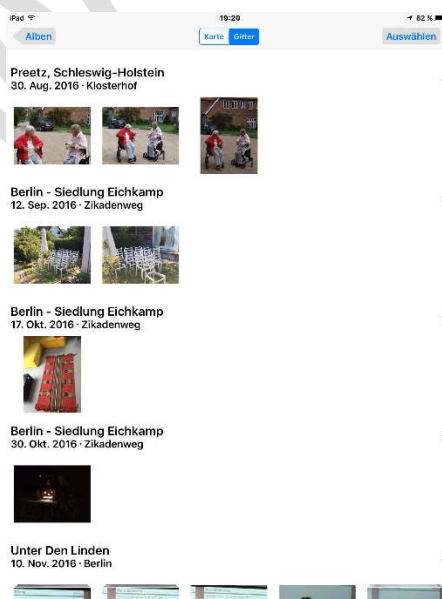 iPad 19:20 82 %
Alben Karte Gitter Auswählen
Preetz, Schleswig-Holstein
30. Aug. 2016 · Klosterhof
Berlin - Siedlung Eichkamp
12. Sep. 2016 · Zikadenweg
Berlin - Siedlung Eichkamp
17. Okt. 2016 · Zikadenweg
Berlin - Siedlung Eichkamp
30. Okt. 2016 · Zikadenweg
Unter Den Linden
10. Nov. 2016 · Berlin